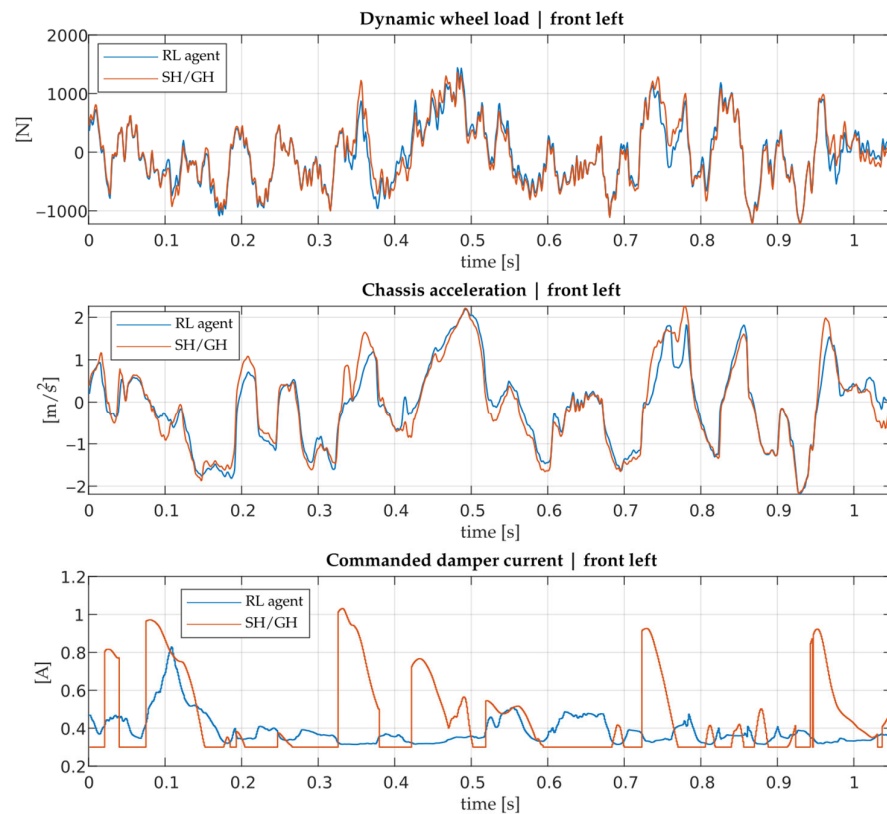 Dynamic wheel load | front left
2000
1000
0
−1000
[N]
RL agent
SH/GH
0 0.1 0.2 0.3 0.4 0.5 0.6 0.7 0.8 0.9 1
time [s]
Chassis acceleration | front left
2
1
0
-1
-2
[m/s²]
RL agent
SH/GH
0 0.1 0.2 0.3 0.4 0.5 0.6 0.7 0.8 0.9 1
time [s]
Commanded damper current | front left
1.2
1
0.8
0.6
0.4
0.2
[A]
RL agent
SH/GH
0 0.1 0.2 0.3 0.4 0.5 0.6 0.7 0.8 0.9 1
time [s]